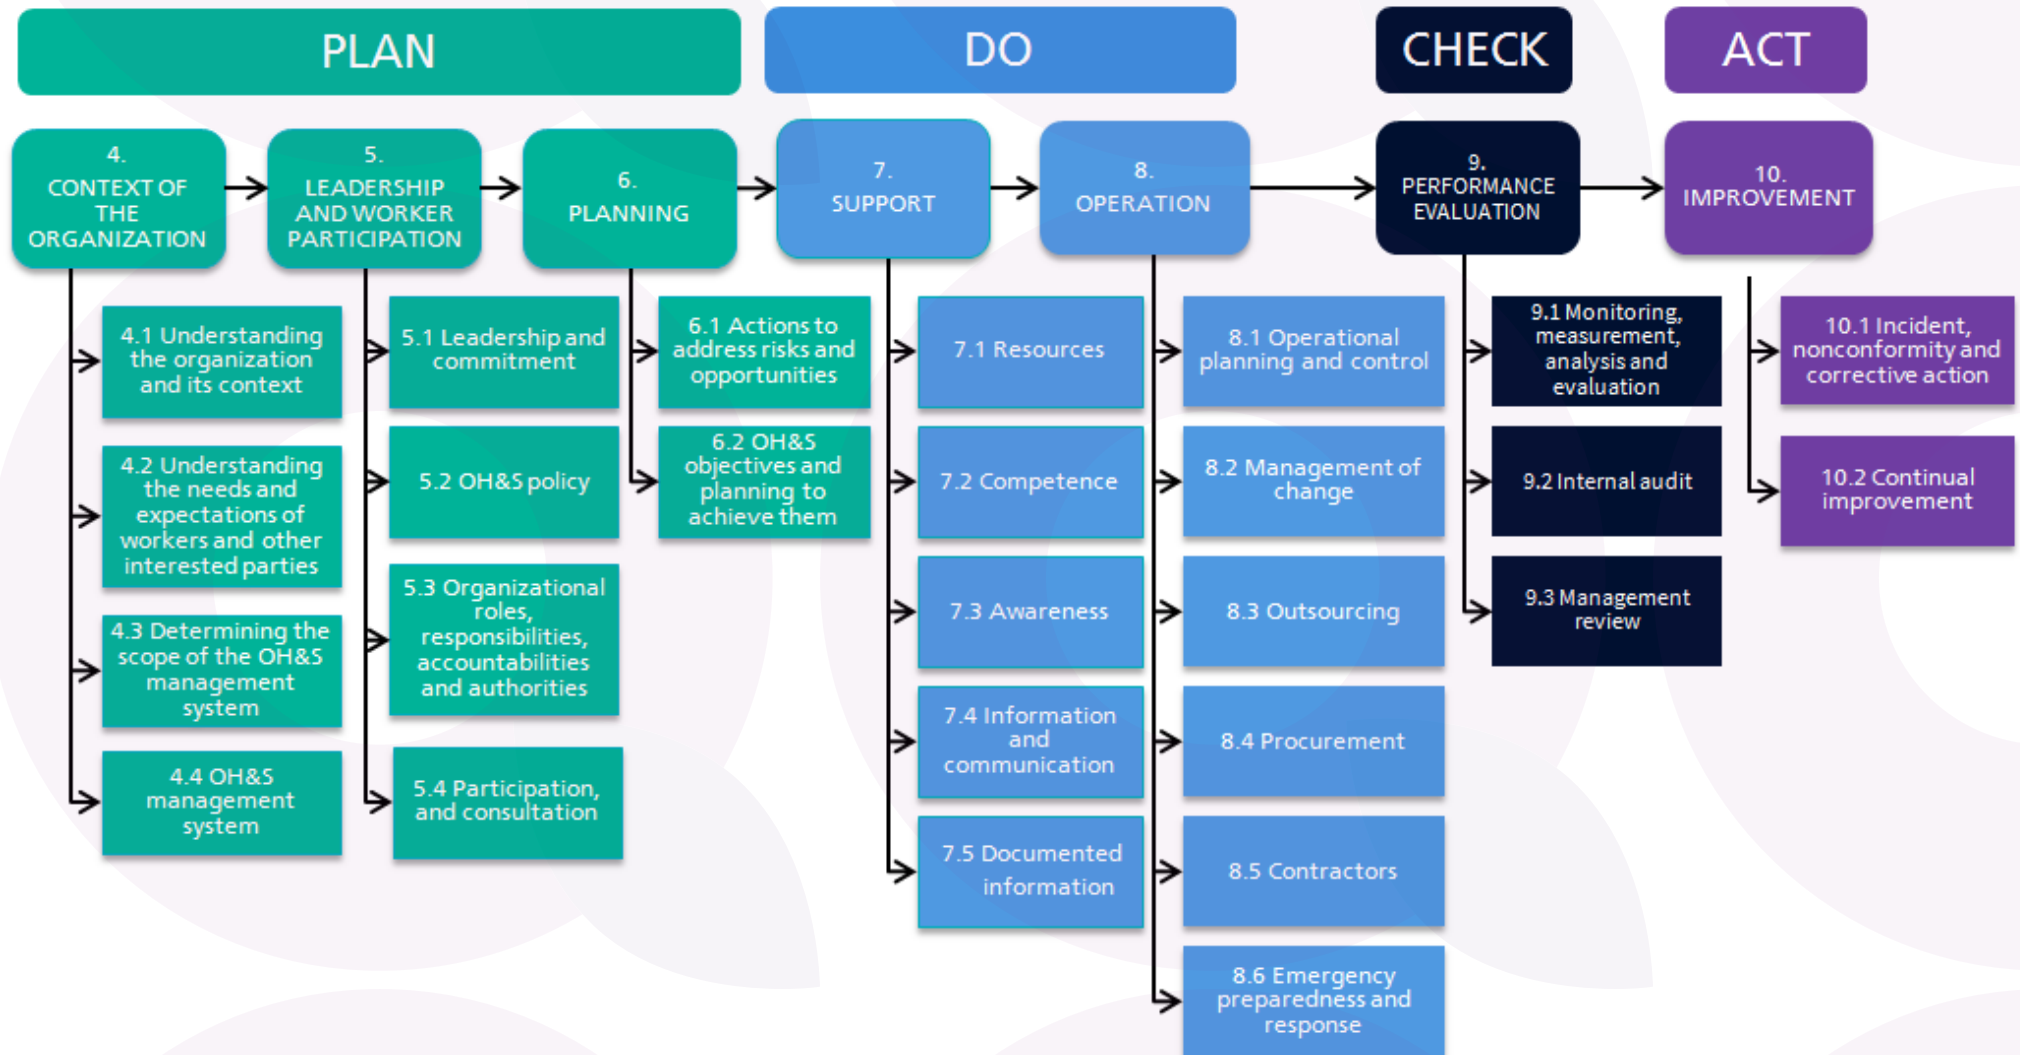 PLAN
DO
CHECK
ACT
4.
CONTEXT OF
THE
ORGANIZATION
5.
LEADERSHIP
AND WORKER
PARTICIPATION
6.
PLANNING
7.
SUPPORT
8.
OPERATION
9.
PERFORMANCE
EVALUATION
10.
IMPROVEMENT
4.1 Understanding
the organization
and its context
4.2 Understanding
the needs and
expectations of
workers and other
interested parties
4.3 Determining the
scope of the OH&S
management
system
4.4 OH&S
management
system
5.1 Leadership and
commitment
5.2 OH&S policy
5.3 Organizational
roles,
responsibilities,
accountabilities
and authorities
5.4 Participation,
and consultation
6.1 Actions to
address risks and
opportunities
6.2 OH&S
objectives and
planning to
achieve them
7.1 Resources
7.2 Competence
7.3 Awareness
7.4 Information
and
communication
7.5 Documented
information
8.1 Operational
planning and control
8.2 Management of
change
8.3 Outsourcing
8.4 Procurement
8.5 Contractors
8.6 Emergency
preparedness and
response
9.1 Monitoring,
measurement,
analysis and
evaluation
9.2 Internal audit
9.3 Management
review
10.1 Incident,
nonconformity and
corrective action
10.2 Continual
improvement